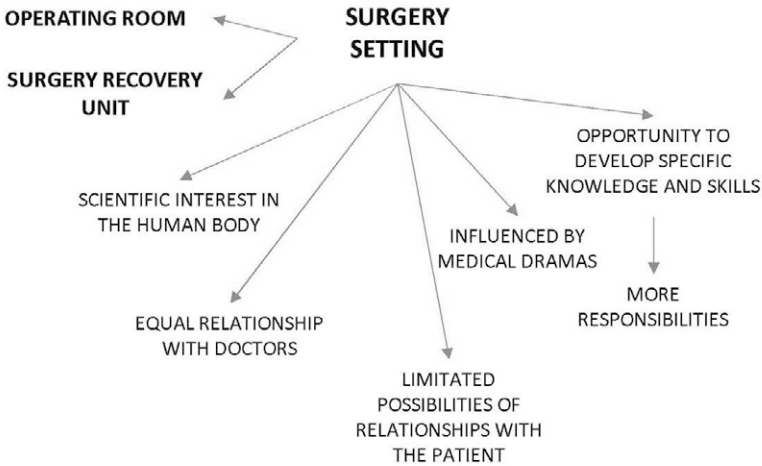 OPERATING ROOM
SURGERY
SETTING
SURGERY RECOVERY
UNIT
SCIENTIFIC INTEREST IN
THE HUMAN BODY
EQUAL RELATIONSHIP
WITH DOCTORS
LIMITATED
POSSIBILITIES OF
RELATIONSHIPS WITH
THE PATIENT
INFLUENCED BY
MEDICAL DRAMAS
OPPORTUNITY TO
DEVELOP SPECIFIC
KNOWLEDGE AND SKILLS
MORE
RESPONSIBILITIES